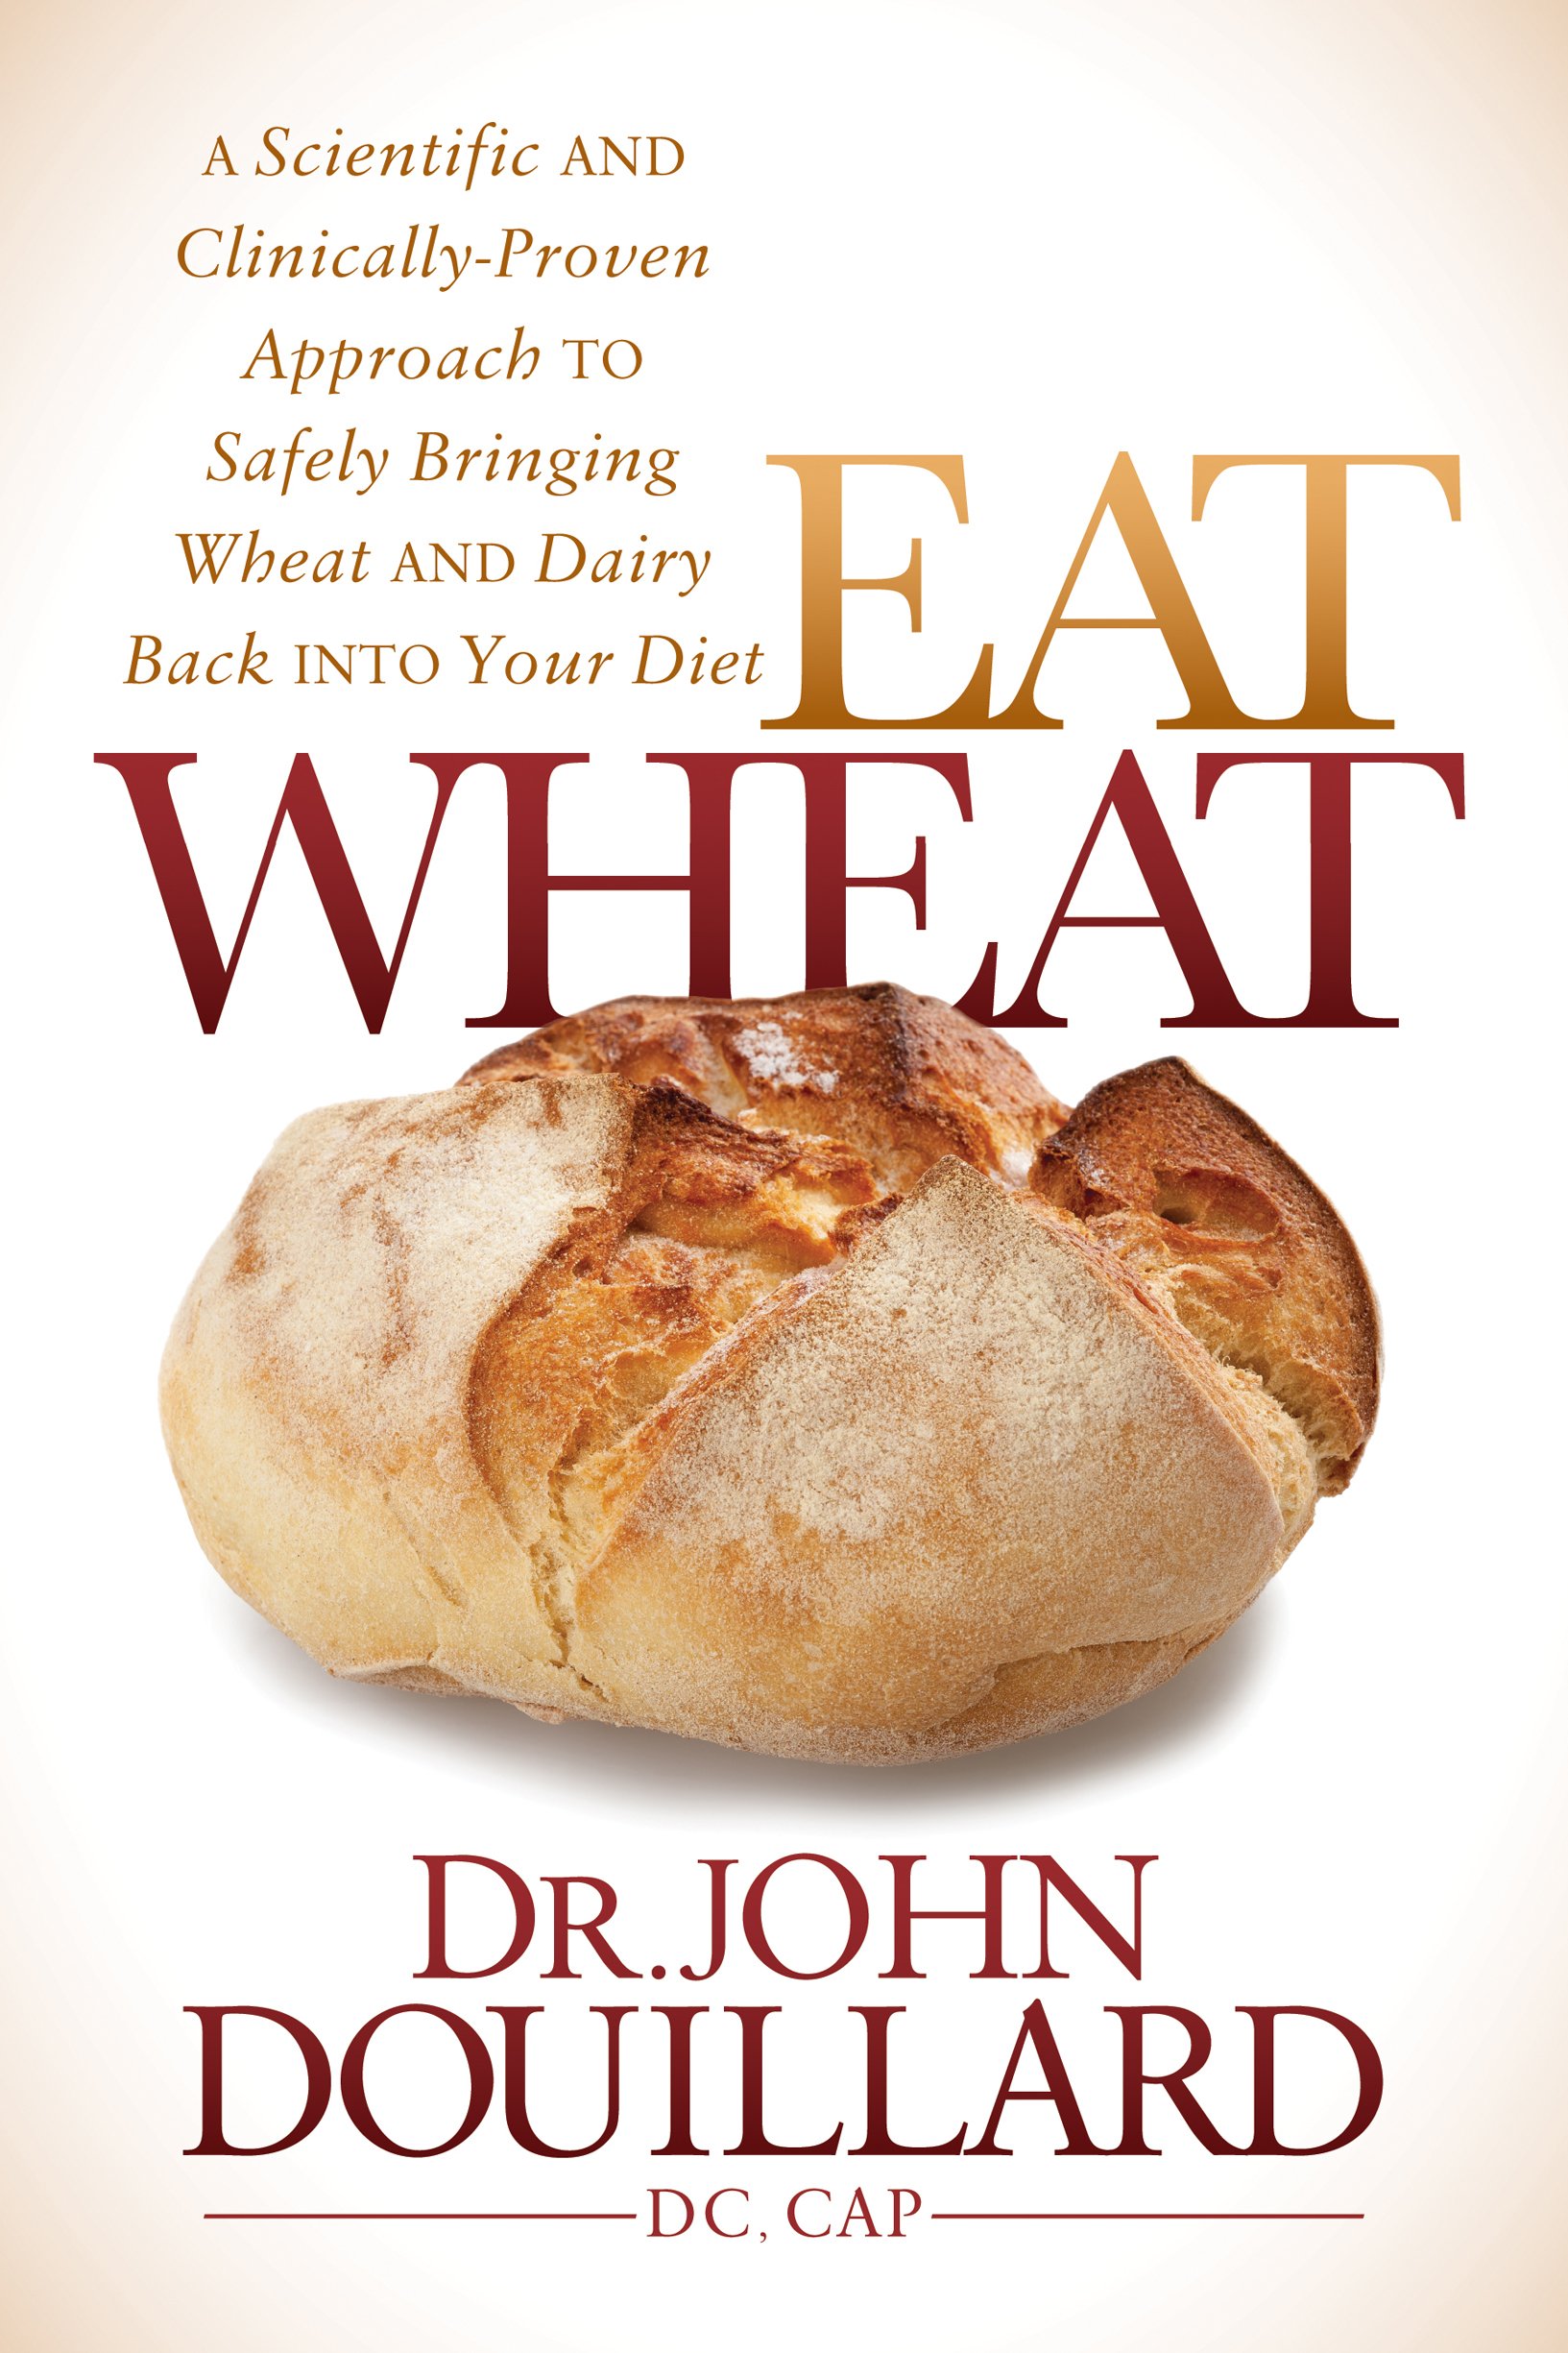 A Scientific AND
Clinically-Proven
Approach TO
Safely Bringing
Wheat AND Dairy
Back INTO Your Diet
EAT
WHEAT
DR. JOHN
DOUILLARD
DC, CAP